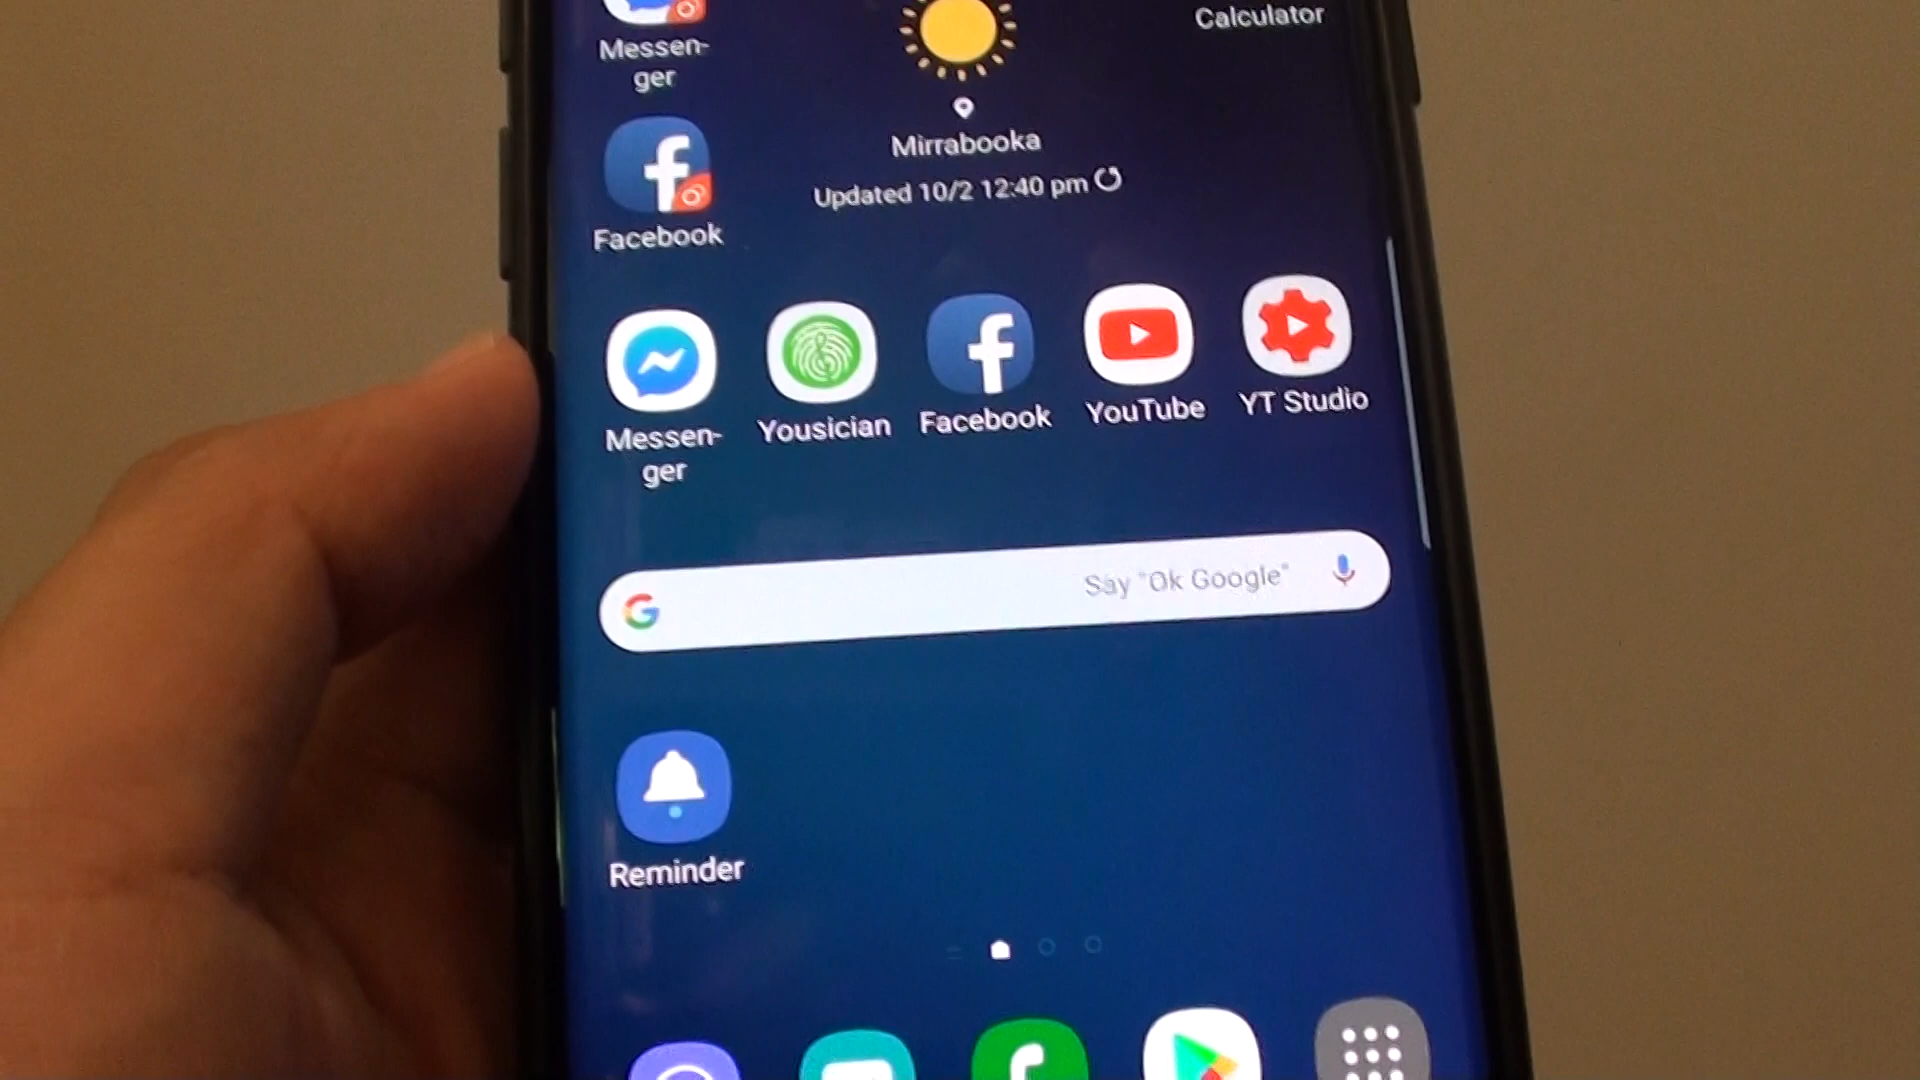 Messen-
ger
Calculator
Mirrabooka
Updated 10/2 12:40 pm
Facebook
Messen-
ger
Yousician
Facebook
YouTube
YT Studio
Say "Ok Google"
Reminder